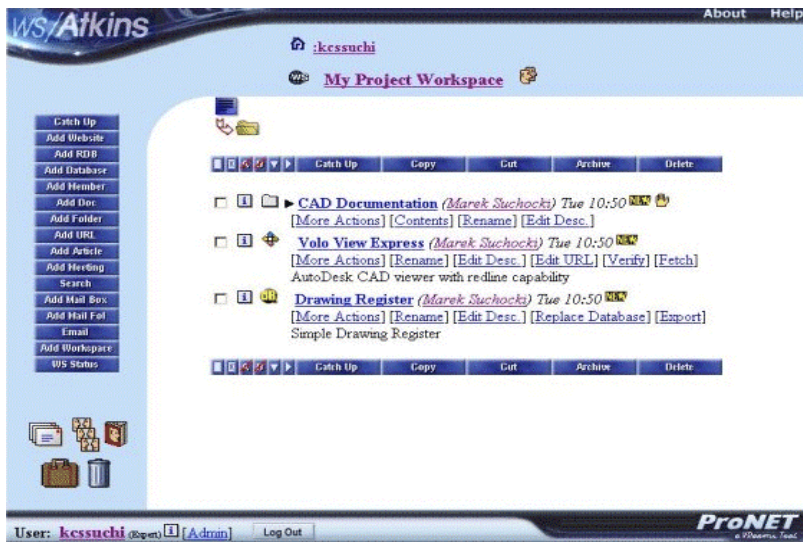 WS/Atkins
About Help
:kcssuchi
WS My Project Workspace
Catch Up
Add Website
Add RDB
Add Database
Add Member
Add Doc
Add Folder
Add URL
Add Article
Add Meeting
Search
Add Mail Box
Add Mail Fol
Email
Add Workspace
WS Status
Catch Up Copy Cut Archive Delete
CAD Documentation (Marek Suchocki) Tue 10:50 NEW
[More Actions] [Contents] [Rename] [Edit Desc.]
Volo View Express (Marek Suchocki) Tue 10:50 NEW
[More Actions] [Rename] [Edit Desc.] [Edit URL] [Verify] [Fetch]
AutoDesk CAD viewer with redline capability
Drawing Register (Marek Suchocki) Tue 10:50 NEW
[More Actions] [Rename] [Edit Desc.] [Replace Database] [Export]
Simple Drawing Register
Catch Up Copy Cut Archive Delete
User: kcssuchi (Expert) i [Admin] Log Out
ProNET